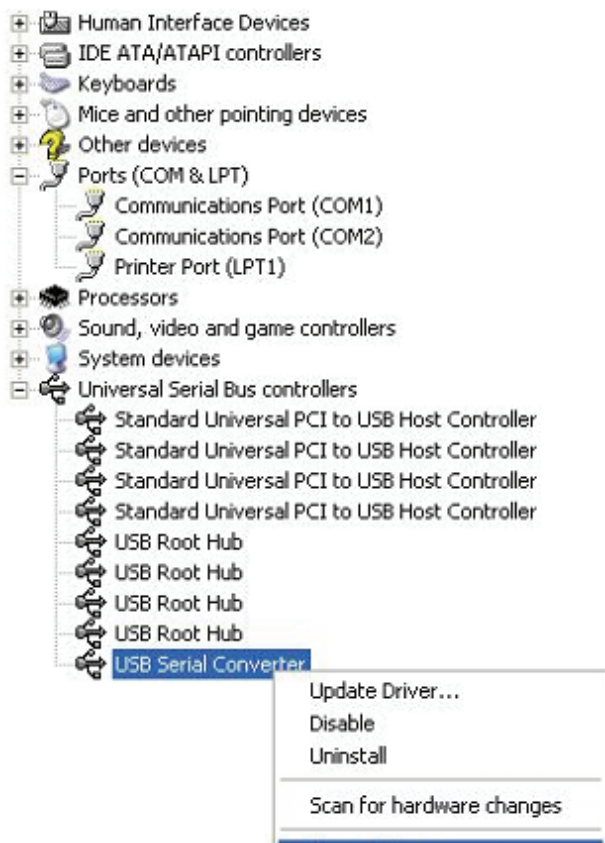 Human Interface Devices
IDE ATA/ATAPI controllers
Keyboards
Mice and other pointing devices
Other devices
Ports (COM & LPT)
Communications Port (COM1)
Communications Port (COM2)
Printer Port (LPT1)
Processors
Sound, video and game controllers
System devices
Universal Serial Bus controllers
Standard Universal PCI to USB Host Controller
Standard Universal PCI to USB Host Controller
Standard Universal PCI to USB Host Controller
Standard Universal PCI to USB Host Controller
USB Root Hub
USB Root Hub
USB Root Hub
USB Root Hub
USB Serial Converter
Update Driver...
Disable
Uninstall
Scan for hardware changes